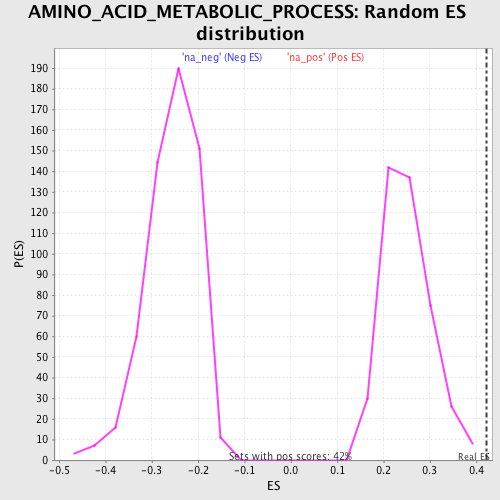 AMINO_ACID_METABOLIC_PROCESS: Random ES
distribution
'na_neg' (Neg ES) 'na_pos' (Pos ES)
190
180
170
160
150
140
130
120
110
100
90
80
70
60
50
40
30
20
10
0
P(ES)
Sets with pos scores: 42%
Real ES
-0.5 -0.4 -0.3 -0.2 -0.1 0.0 0.1 0.2 0.3 0.4
ES